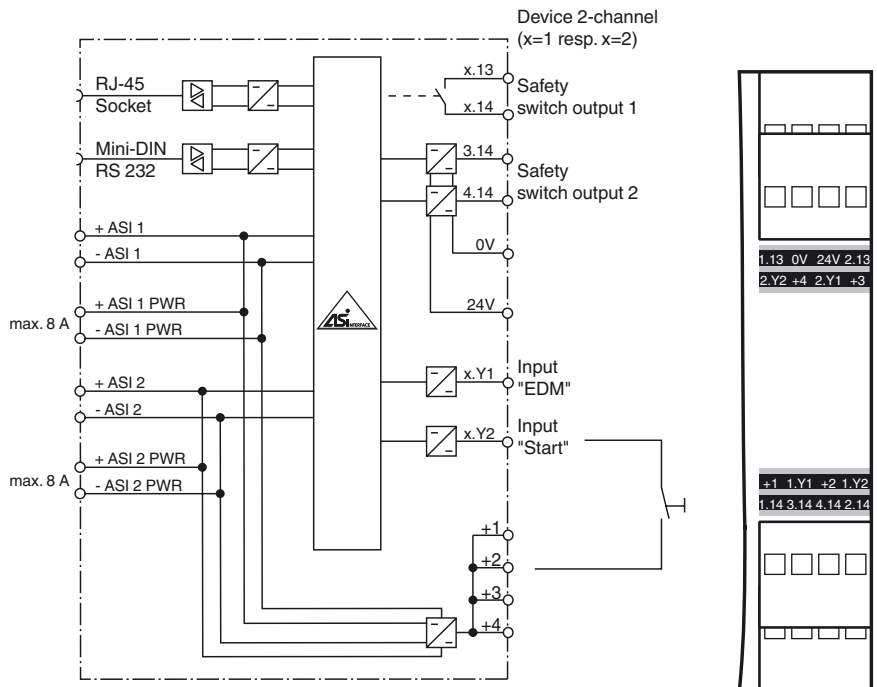 Device 2-channel
(x=1 resp. x=2)
RJ-45
Socket
x.13
x.14
Safety
switch output 1
Mini-DIN
RS 232
3.14
4.14
Safety
switch output 2
+ ASI 1
- ASI 1
0V
+ ASI 1 PWR
max. 8 A
- ASI 1 PWR
24V
ASi
INTERFACE
+ ASI 2
- ASI 2
x.Y1
Input
"EDM"
x.Y2
Input
"Start"
+ ASI 2 PWR
max. 8 A
- ASI 2 PWR
+1
+2
+3
+4
1.13 0V 24V 2.13
2.Y2 +4 2.Y1 +3
+1 1.Y1 +2 1.Y2
1.14 3.14 4.14 2.14